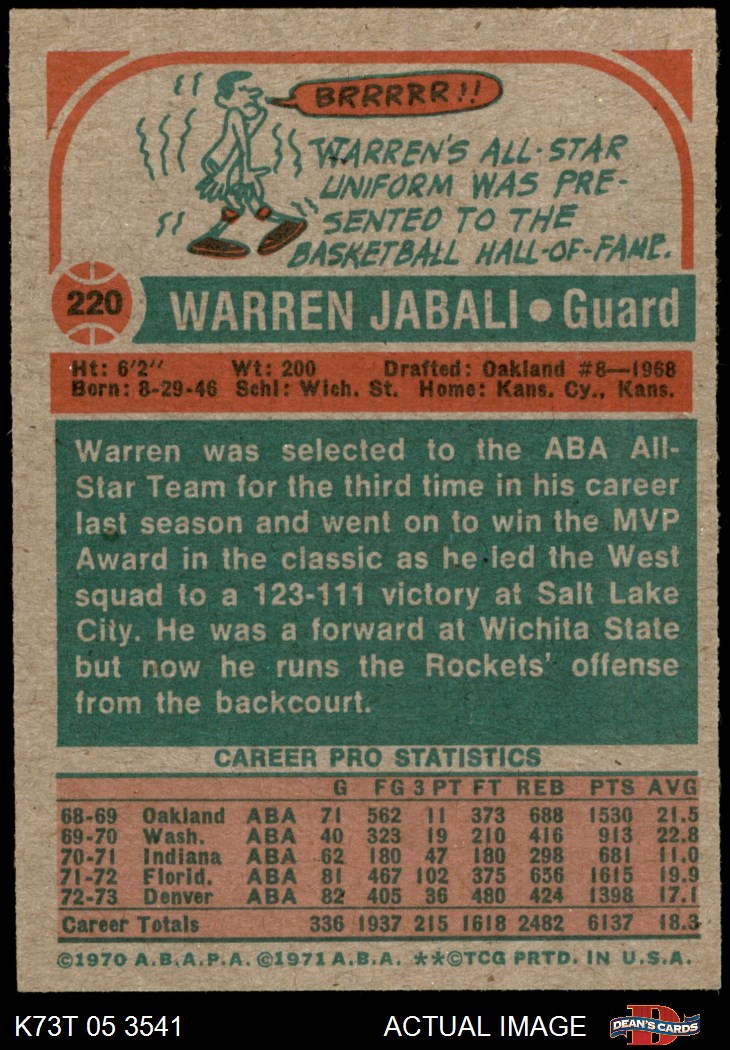 BRRRRR!!
WARREN'S ALL-STAR
UNIFORM WAS PRE-
SENTED TO THE
BASKETBALL HALL-OF-FAME.
220 WARREN JABALI • Guard
Ht: 6'2" Wt: 200 Drafted: Oakland #8—1968
Born: 8-29-46 Schl: Wich. St. Home: Kans. Cy., Kans.
Warren was selected to the ABA All-
Star Team for the third time in his career
last season and went on to win the MVP
Award in the classic as he led the West
squad to a 123-111 victory at Salt Lake
City. He was a forward at Wichita State
but now he runs the Rockets' offense
from the backcourt.
CAREER PRO STATISTICS
G FG 3 PT FT REB PTS AVG
68-69 Oakland ABA 71 562 11 373 688 1530 21.5
69-70 Wash. ABA 40 323 19 210 416 913 22.8
70-71 Indiana ABA 62 180 47 180 298 681 11.0
71-72 Florid. ABA 81 467 102 375 656 1615 19.9
72-73 Denver ABA 82 405 36 480 424 1398 17.1
Career Totals 336 1937 215 1618 2482 6137 18.3
©1970 A.B.A.P.A. ©1971 A.B.A. **©TCG PRTD. IN U.S.A.
K73T 05 3541 ACTUAL IMAGE DEAN'S CARDS